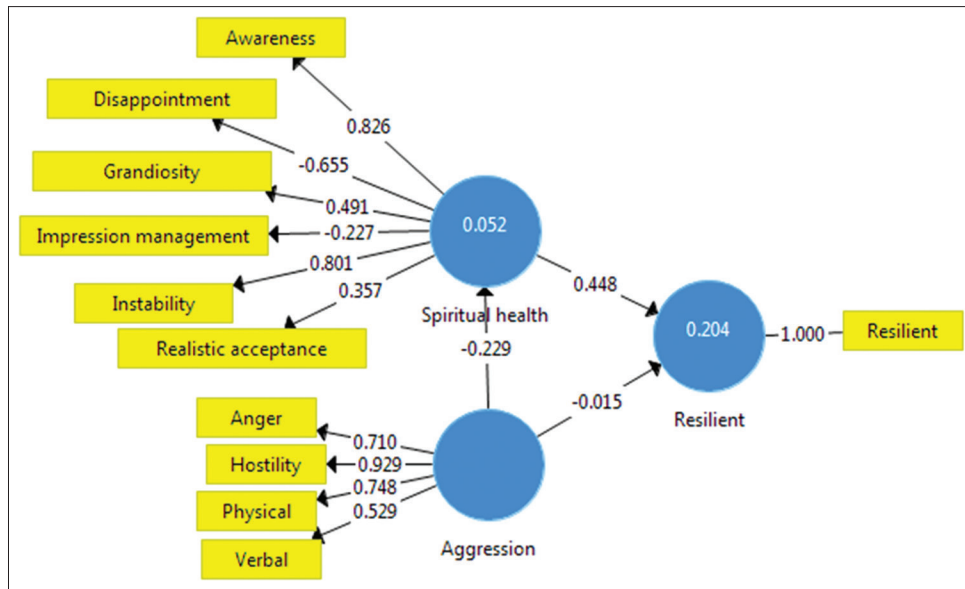 Awareness
Disappointment
0.826
-0.655
Grandiosity
0.491
Impression management
-0.227
0.052
0.801
Instability
0.357
0.448
Spiritual health
Realistic acceptance
0.204
1.000
Resilient
-0.229
-0.015
Resilient
Anger
0.710
Hostility
0.929
Physical
0.748
0.529
Verbal
Aggression